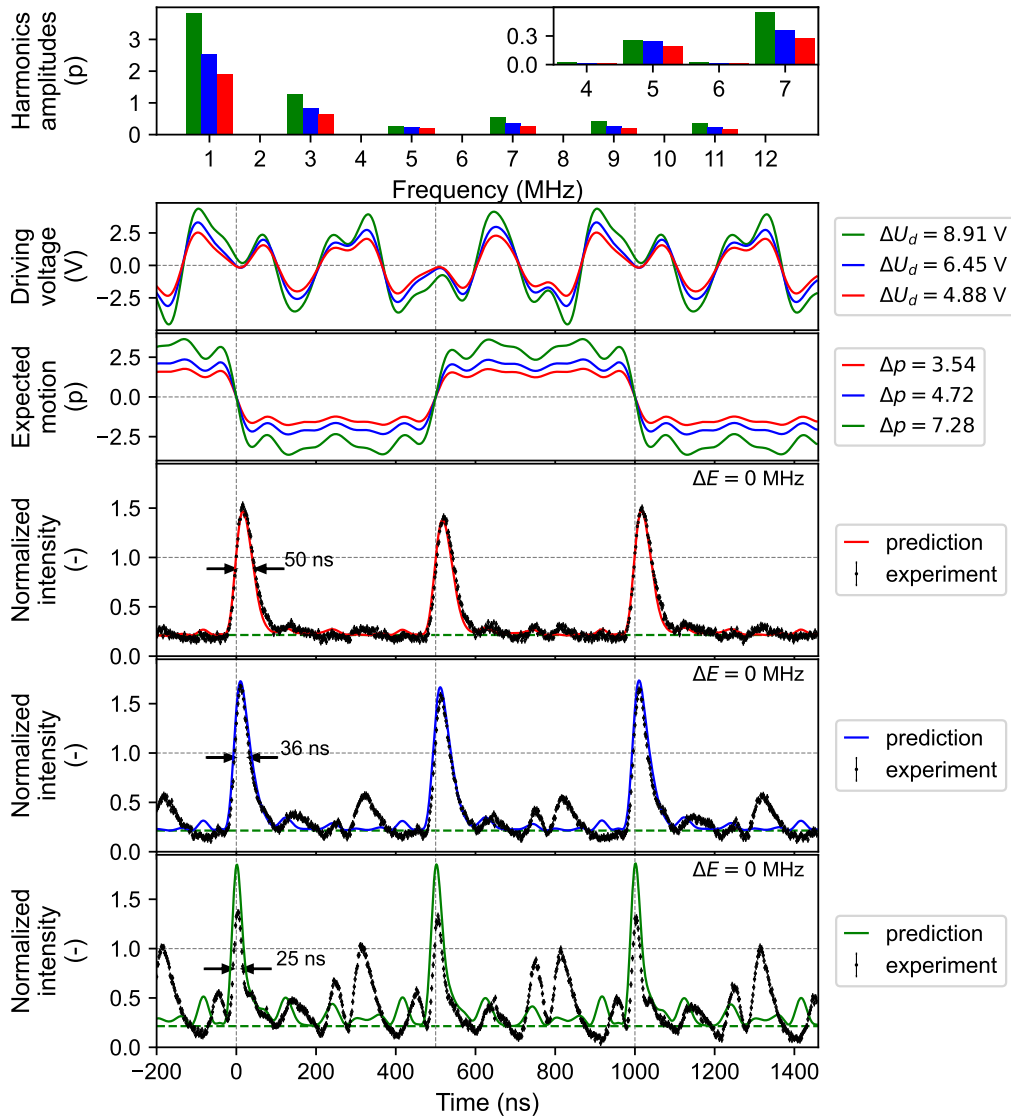 Harmonics
amplitudes
(p)
3
2
1
0
0.3
0.0
4 5 6 7
1 2 3 4 5 6 7 8 9 10 11 12
Frequency (MHz)
Driving
voltage
(V)
2.5
0.0
−2.5
ΔU_d = 8.91 V
ΔU_d = 6.45 V
ΔU_d = 4.88 V
Expected
motion
(p)
2.5
0.0
−2.5
Δp = 3.54
Δp = 4.72
Δp = 7.28
Normalized
intensity
(-)
1.5
1.0
0.5
0.0
ΔE = 0 MHz
50 ns
prediction
experiment
Normalized
intensity
(-)
1.5
1.0
0.5
0.0
ΔE = 0 MHz
36 ns
prediction
experiment
Normalized
intensity
(-)
1.5
1.0
0.5
0.0
ΔE = 0 MHz
25 ns
prediction
experiment
−200 0 200 400 600 800 1000 1200 1400
Time (ns)